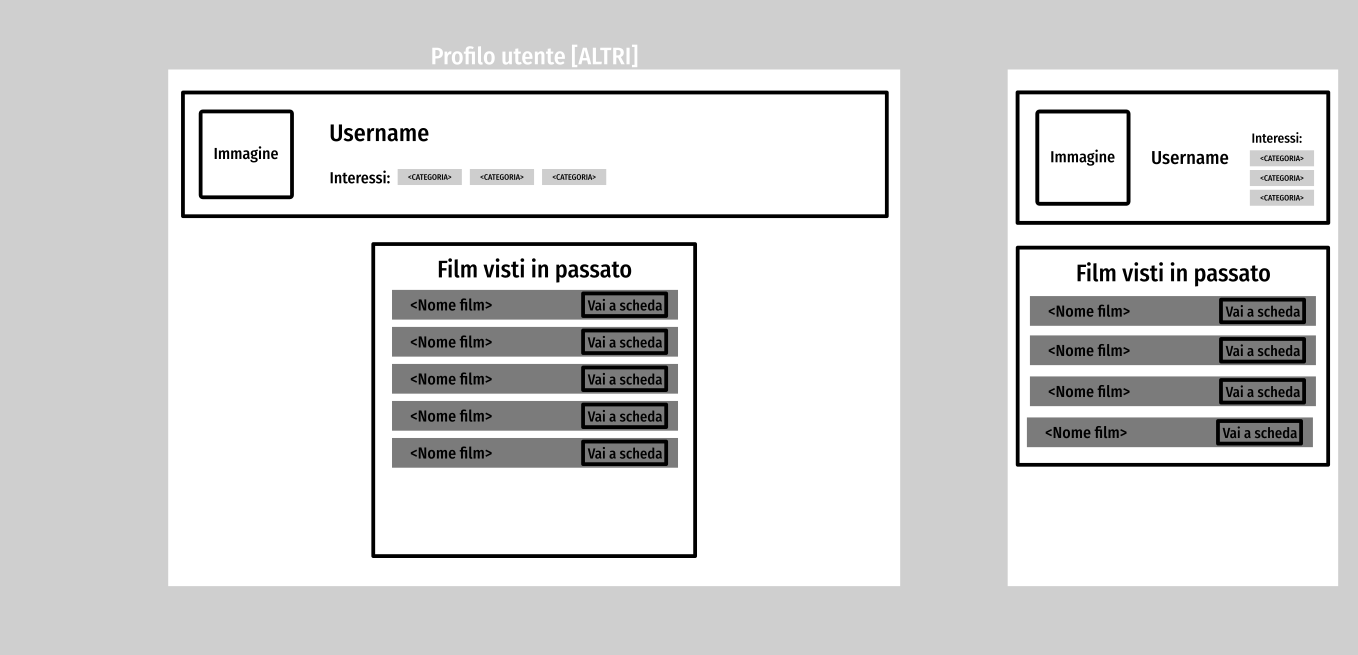 Profilo utente [ALTRI]
Immagine
Username
Interessi: <CATEGORIA> <CATEGORIA> <CATEGORIA>
Film visti in passato
<Nome film> Vai a scheda
<Nome film> Vai a scheda
<Nome film> Vai a scheda
<Nome film> Vai a scheda
<Nome film> Vai a scheda
Immagine
Username
Interessi:
<CATEGORIA>
<CATEGORIA>
<CATEGORIA>
Film visti in passato
<Nome film> Vai a scheda
<Nome film> Vai a scheda
<Nome film> Vai a scheda
<Nome film> Vai a scheda